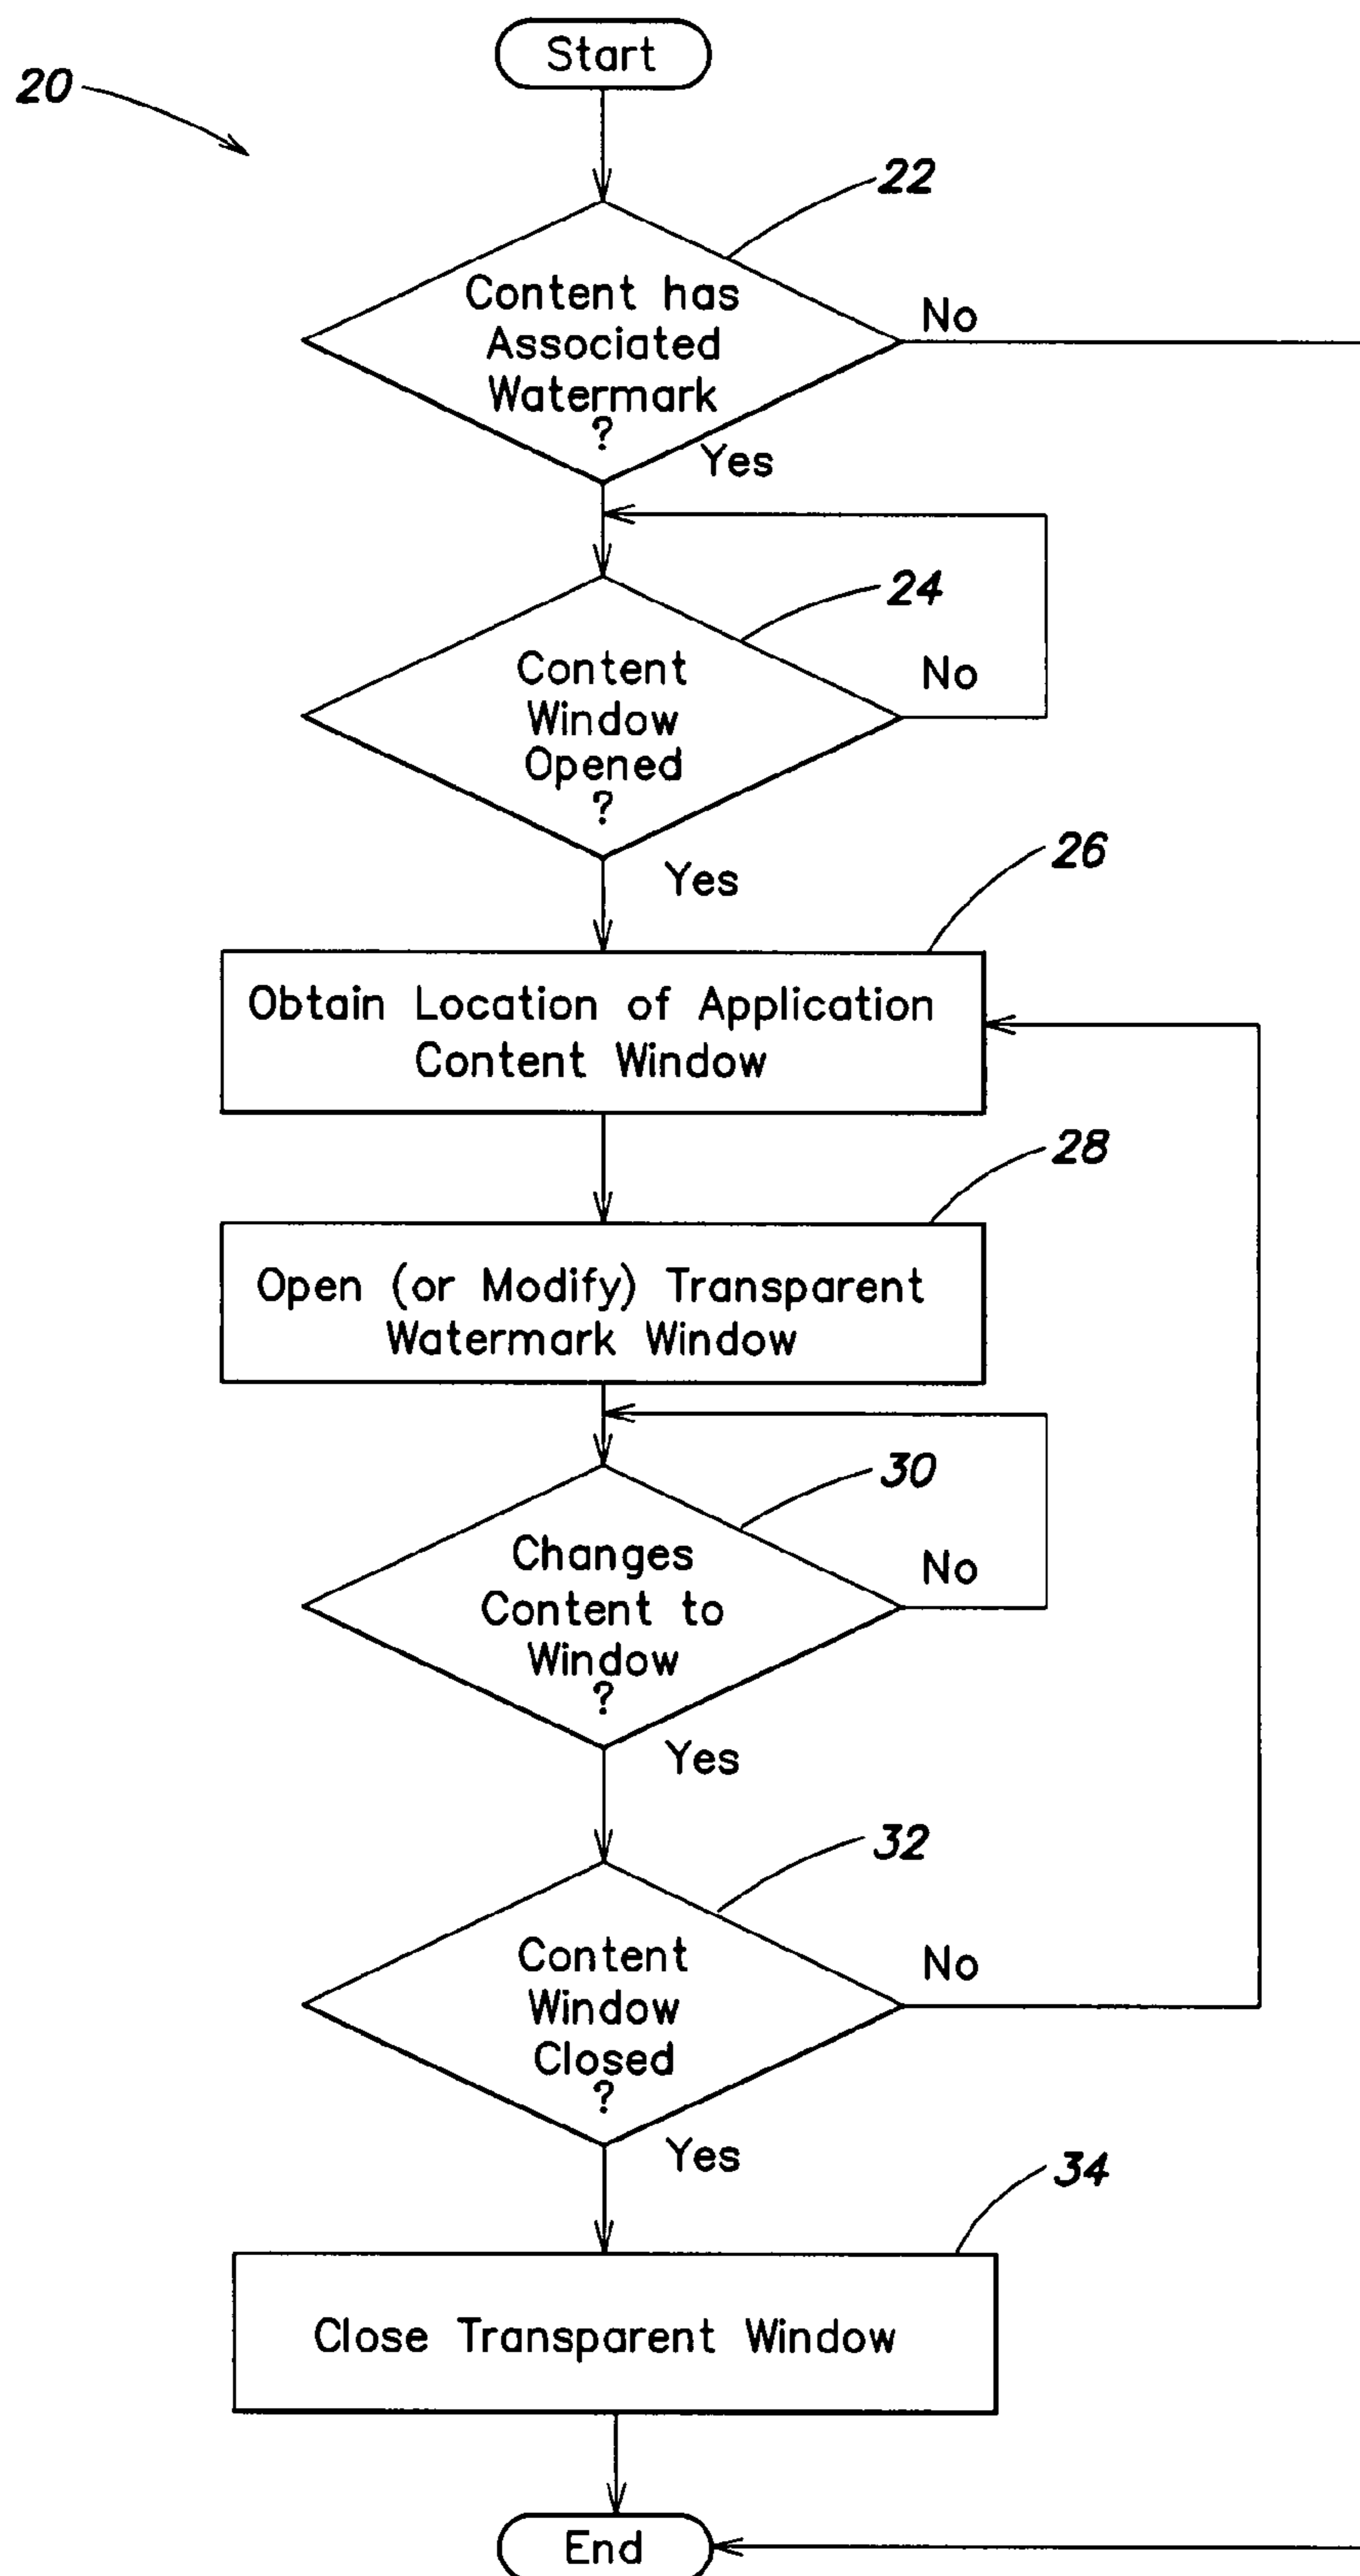 Start
20
22
Content has
Associated
Watermark
?
No
Yes
24
Content
Window
Opened
?
No
Yes
26
Obtain Location of Application
Content Window
28
Open (or Modify) Transparent
Watermark Window
30
Changes
Content to
Window
?
No
Yes
32
Content
Window
Closed
?
No
Yes
34
Close Transparent Window
End